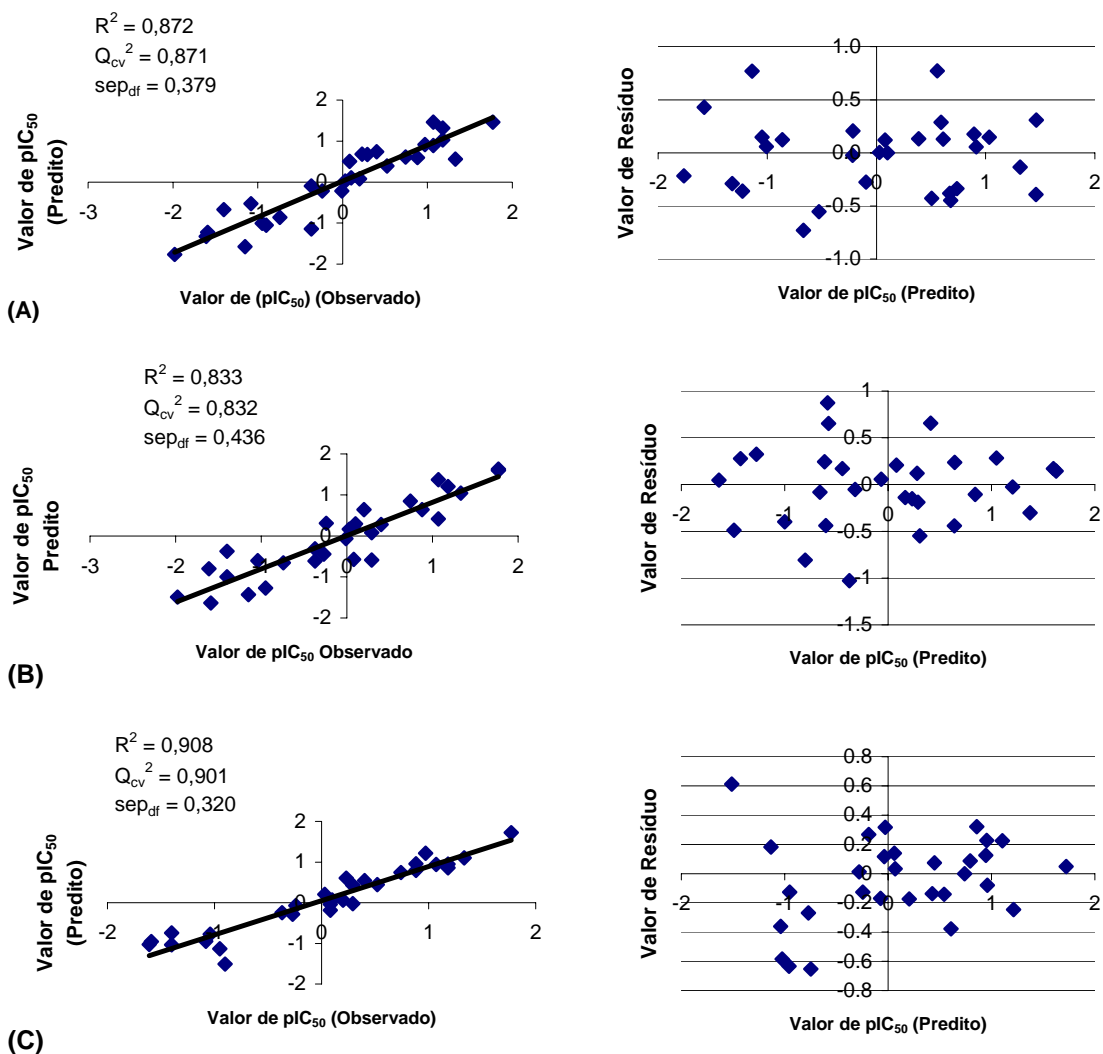 R² = 0,872
Qcv² = 0,871
sepdf = 0,379
Valor de pIC50
(Predito)
2
1
0
-1
-2
-3 -2 -1 0 1 2
Valor de (pIC50) (Observado)
Valor de Resíduo
1.0
0.5
0.0
-0.5
-1.0
-2 -1 0 1 2
Valor de pIC50 (Predito)
(A)
R² = 0,833
Qcv² = 0,832
sepdf = 0,436
Valor de pIC50
Predito
2
1
0
-1
-2
-3 -2 -1 0 1 2
Valor de pIC50 Observado
Valor de Resíduo
1
0.5
0
-0.5
-1
-1.5
-2 -1 0 1 2
Valor de pIC50 (Predito)
(B)
R² = 0,908
Qcv² = 0,901
sepdf = 0,320
Valor de pIC50
(Predito)
2
1
0
-1
-2
-2 -1 0 1 2
Valor de pIC50 (Observado)
Valor de Resíduo
0.8
0.6
0.4
0.2
0.0
-0.2
-0.4
-0.6
-0.8
-2 -1 0 1 2
Valor de pIC50 (Predito)
(C)